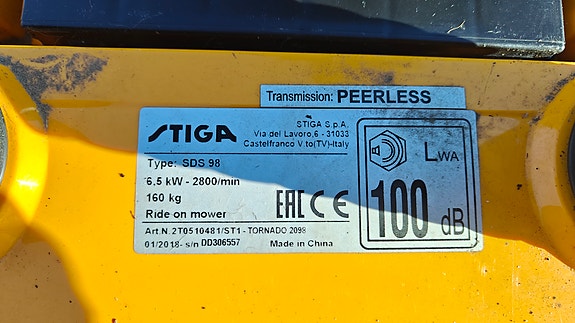 Transmission: PEERLESS
STIGA
STIGA S.p.A.
Via del Lavoro,6 - 31033
Castelfranco V.to(TV)-Italy
Type: SDS 98
6.5 kW - 2800/min
160 kg
Ride on mower
EAC CE
LWA
100 dB
Art.N.2T0510481/ST1 - TORNADO 2098
01/2018- s/n DD306557 Made in China